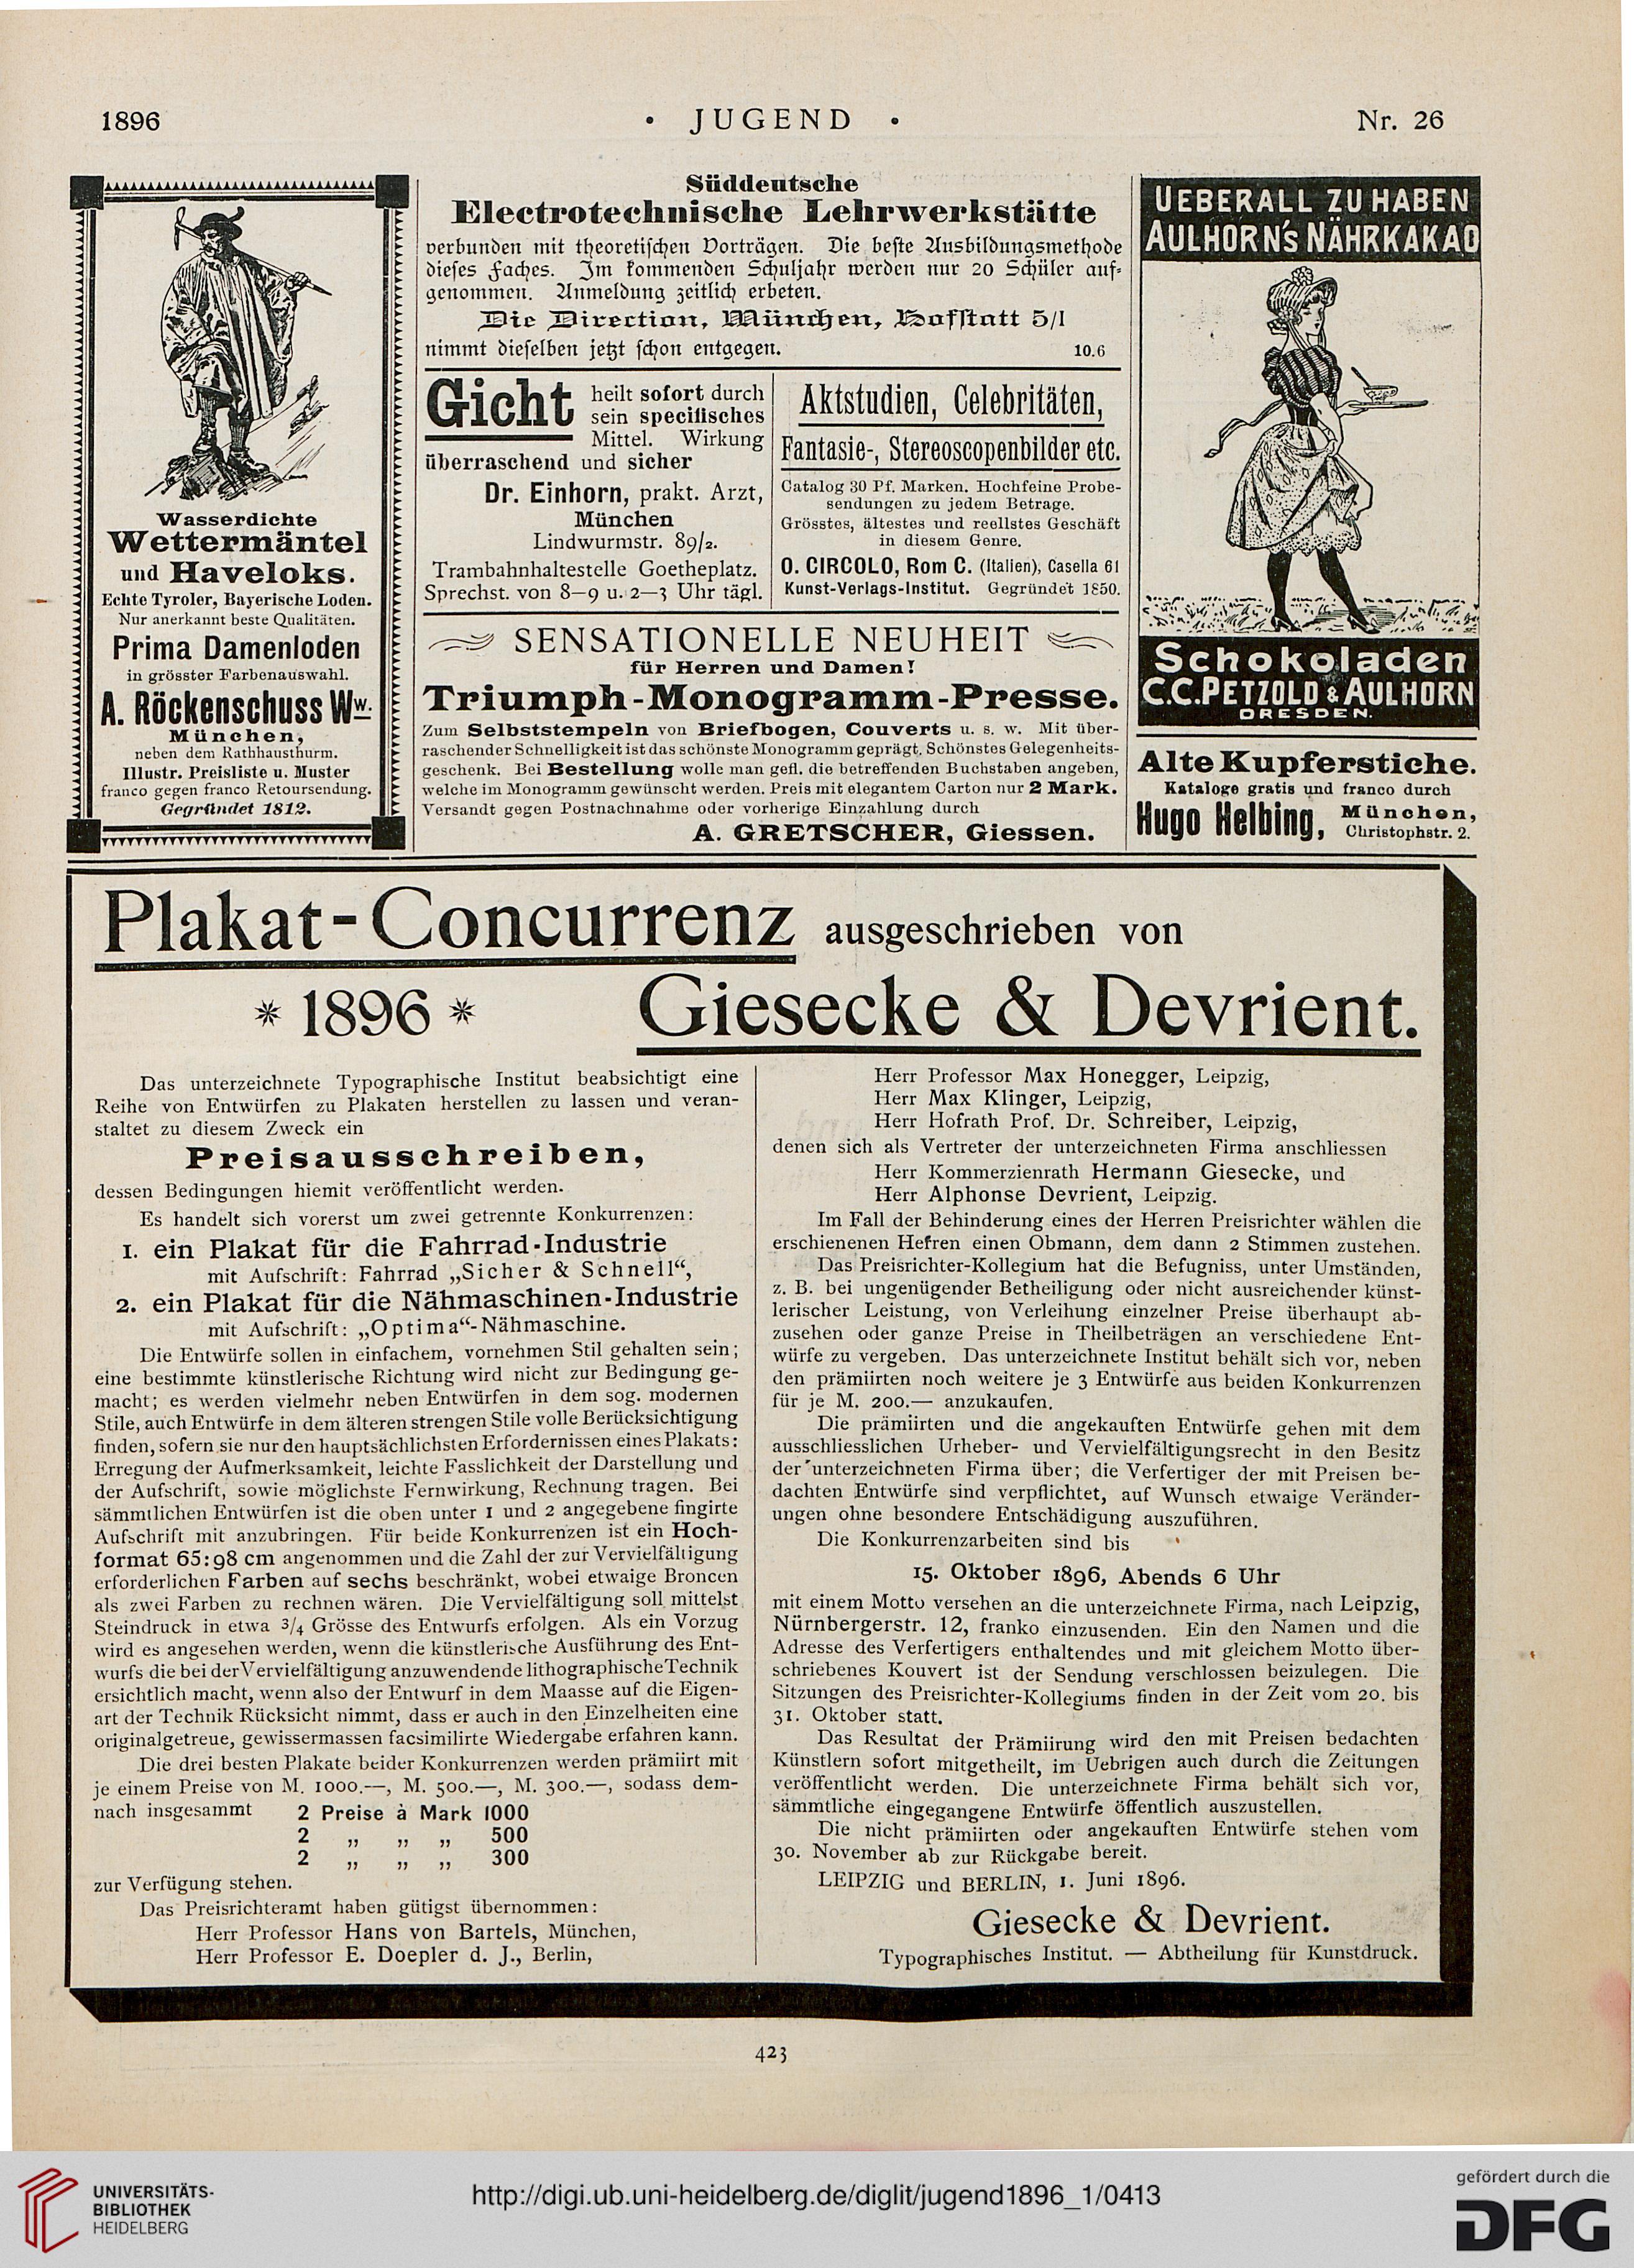 1896
• JUGEND •
Nr. 26
Wasserdichte
Wettermäntel
und Haveloks.
Echte Tyroler, Bayerische Loden.
Nur anerkannt beste Qualitäten.
Prima Damenloden
in grösster Farbenauswahl.
A. Röckenschuss Ww.
München,
neben dem Rathhausthurm.
Illustr. Preisliste u. Muster
franco gegen franco Retoursendung.
Gegründet 1812.
Süddeutsche
Electrotechnische Lehrwerkstätte
verbunden mit theoretischen Vorträgen. Die beste Ausbildungsmethode
dieses Faches. Im kommenden Schuljahr werden nur 20 Schüler auf-
genommen. Anmeldung zeitlich erbeten.
Die Direction, München, Hofstatt 5/I
nimmt dieselben jetzt schon entgegen. 10.6
Gicht heilt sofort durch
sein specifisches
Mittel. Wirkung
überraschend und sicher
Dr. Einhorn, prakt. Arzt,
München
Lindwurmstr. 89/2.
Trambahnhaltestelle Goetheplatz.
Sprechst. von 8—9 u. 2—3 Uhr tägl.
Aktstudien, Celebritäten,
Fantasie-, Stereoscopenbilder etc.
Catalog 30 Pf. Marken. Hochfeine Probe-
sendungen zu jedem Betrage.
Grösstes, ältestes und reellstes Geschäft
in diesem Genre.
O. CIRCOLO, Rom C. (Italien), Casella 61
Kunst-Verlags-Institut. Gegründet 1850.
SENSATIONELLE NEUHEIT
für Herren und Damen!
Triumph-Monogramm-Presse.
Zum Selbststempeln von Briefbogen, Couverts u. s. w. Mit über-
raschender Schnelligkeit ist das schönste Monogramm geprägt. Schönstes Gelegenheits-
geschenk. Bei Bestellung wolle man gefl. die betreffenden Buchstaben angeben,
welche im Monogramm gewünscht werden. Preis mit elegantem Carton nur 2 Mark.
Versandt gegen Postnachnahme oder vorherige Einzahlung durch
A. GRETSCHER, Giessen.
UEBERALL ZU HABEN
AULHORN'S NÄHRKAKAO
Schokoladen
C.C.PETZOLD & AULHORN
DRESDEN.
Alte Kupferstiche.
Kataloge gratis und franco durch
Hugo Helbing, München,
Christophstr. 2.
Plakat-Concurrenz ausgeschrieben von
* 1896 * Giesecke & Devrient.
Das unterzeichnete Typographische Institut beabsichtigt eine
Reihe von Entwürfen zu Plakaten herstellen zu lassen und veran-
staltet zu diesem Zweck ein
Preisausschreiben,
dessen Bedingungen hiemit veröffentlicht werden.
Es handelt sich vorerst um zwei getrennte Konkurrenzen:
1. ein Plakat für die Fahrrad-Industrie
mit Aufschrift: Fahrrad „Sicher & Schnell“,
2. ein Plakat für die Nähmaschinen-Industrie
mit Aufschrift: „Optima“-Nähmaschine.
Die Entwürfe sollen in einfachem, vornehmen Stil gehalten sein;
eine bestimmte künstlerische Richtung wird nicht zur Bedingung ge-
macht; es werden vielmehr neben Entwürfen in dem sog. modernen
Stile, auch Entwürfe in dem älteren strengen Stile volle Berücksichtigung
finden, sofern sie nur den hauptsächlichsten Erfordernissen eines Plakats:
Erregung der Aufmerksamkeit, leichte Fasslichkeit der Darstellung und
der Aufschrift, sowie möglichste Fernwirkung, Rechnung tragen. Bei
sämmtlichen Entwürfen ist die oben unter 1 und 2 angegebene fingirte
Aufschrift mit anzubringen. Für beide Konkurrenzen ist ein Hoch-
format 65:98 cm angenommen und die Zahl der zur Vervielfältigung
erforderlichen Farben auf sechs beschränkt, wobei etwaige Broncen
als zwei Farben zu rechnen wären. Die Vervielfältigung soll mittelst
Steindruck in etwa 3/4 Grösse des Entwurfs erfolgen. Als ein Vorzug
wird es angesehen werden, wenn die künstlerische Ausführung des Ent-
wurfs die bei der Vervielfältigung anzuwendende lithographische Technik
ersichtlich macht, wenn also der Entwurf in dem Maasse auf die Eigen-
art der Technik Rücksicht nimmt, dass er auch in den Einzelheiten eine
originalgetreue, gewissermassen facsimilirte Wiedergabe erfahren kann.
Die drei besten Plakate beider Konkurrenzen werden prämiirt mit
je einem Preise von M. 1000.—, M. 500.—, M. 300.—, sodass dem-
nach insgesammt 2 Preise à Mark 1000
2 „ „ „ 500
2 „ „ „ 300
zur Verfügung stehen.
Das Preisrichteramt haben gütigst übernommen:
Herr Professor Hans von Bartels, München,
Herr Professor E. Doepler d. J., Berlin,
Herr Professor Max Honegger, Leipzig,
Herr Max Klinger, Leipzig,
Herr Hofrath Prof. Dr. Schreiber, Leipzig,
denen sich als Vertreter der unterzeichneten Firma anschliessen
Herr Kommerzienrath Hermann Giesecke, und
Herr Alphonse Devrient, Leipzig.
Im Fall der Behinderung eines der Herren Preisrichter wählen die
erschienenen Herren einen Obmann, dem dann 2 Stimmen zustehen.
Das Preisrichter-Kollegium hat die Befugniss, unter Umständen,
z. B. bei ungenügender Betheiligung oder nicht ausreichender künst-
lerischer Leistung, von Verleihung einzelner Preise überhaupt ab-
zusehen oder ganze Preise in Theilbeträgen an verschiedene Ent-
würfe zu vergeben. Das unterzeichnete Institut behält sich vor, neben
den prämiirten noch weitere je 3 Entwürfe aus beiden Konkurrenzen
für je M. 200.— anzukaufen.
Die prämiirten und die angekauften Entwürfe gehen mit dem
ausschliesslichen Urheber- und Vervielfältigungsrecht in den Besitz
der unterzeichneten Firma über; die Verfertiger der mit Preisen be-
dachten Entwürfe sind verpflichtet, auf Wunsch etwaige Veränder-
ungen ohne besondere Entschädigung auszuführen.
Die Konkurrenzarbeiten sind bis
15. Oktober 1896, Abends 6 Uhr
mit einem Motto versehen an die unterzeichnete Firma, nach Leipzig,
Nürnbergerstr. 12, franko einzusenden. Ein den Namen und die
Adresse des Verfertigers enthaltendes und mit gleichem Motto über-
schriebenes Kouvert ist der Sendung verschlossen beizulegen. Die
Sitzungen des Preisrichter-Kollegiums finden in der Zeit vom 20. bis
31. Oktober statt.
Das Resultat der Prämiirung wird den mit Preisen bedachten
Künstlern sofort mitgetheilt, im Uebrigen auch durch die Zeitungen
veröffentlicht werden. Die unterzeichnete Firma behält sich vor,
sämmtliche eingegangene Entwürfe öffentlich auszustellen.
Die nicht prämiirten oder angekauften Entwürfe stehen vom
30. November ab zur Rückgabe bereit.
LEIPZIG und BERLIN, 1. Juni 1896.
Giesecke & Devrient.
Typographisches Institut. — Abtheilung für Kunstdruck.
423
UNIVERSITÄTS-
BIBLIOTHEK
HEIDELBERG
http://digi.ub.uni-heidelberg.de/diglit/jugend1896_1/0413
gefördert durch die
DFG